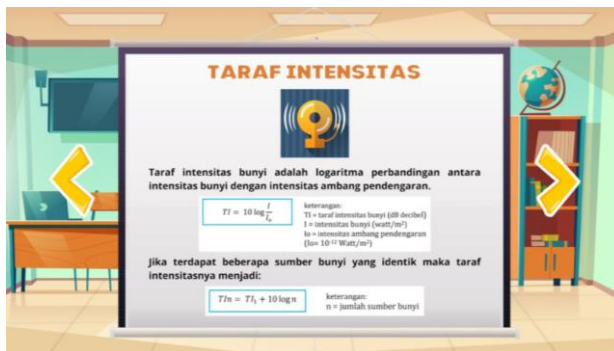 TARAF INTENSITAS
Taraf intensitas bunyi adalah logaritma perbandingan antara
intensitas bunyi dengan intensitas ambang pendengaran.
TI = 10 log I/I₀
keterangan:
TI = taraf intensitas bunyi (dB decibel)
I = intensitas bunyi (watt/m²)
Io = intensitas ambang pendengaran
(Io= 10⁻¹² Watt/m²)
Jika terdapat beberapa sumber bunyi yang identik maka taraf
intensitasnya menjadi:
TIn = TI₁ + 10 log n
keterangan:
n = jumlah sumber bunyi